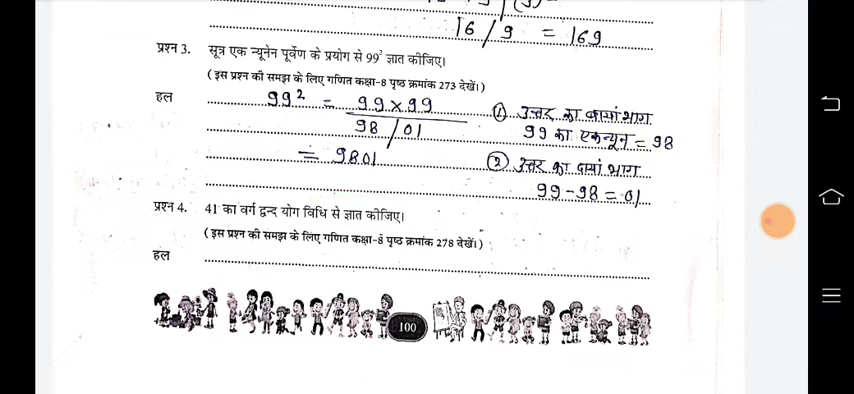 16 / 9 = 169
प्रश्न 3. सूत्र एक न्यूनेन पूर्वेण के प्रयोग से 99² ज्ञात कीजिए।
(इस प्रश्न की समझ के लिए गणित कक्षा-8 पृष्ठ क्रमांक 273 देखें।)
हल 99² = 99×99 ① उत्तर का बायां भाग
98 / 01 99 का एकन्यून = 98
= 9801 ② उत्तर का दायां भाग
99-98 = 01
प्रश्न 4. 41 का वर्ग द्वन्द योग विधि से ज्ञात कीजिए।
(इस प्रश्न की समझ के लिए गणित कक्षा-8 पृष्ठ क्रमांक 278 देखें।)
हल
100